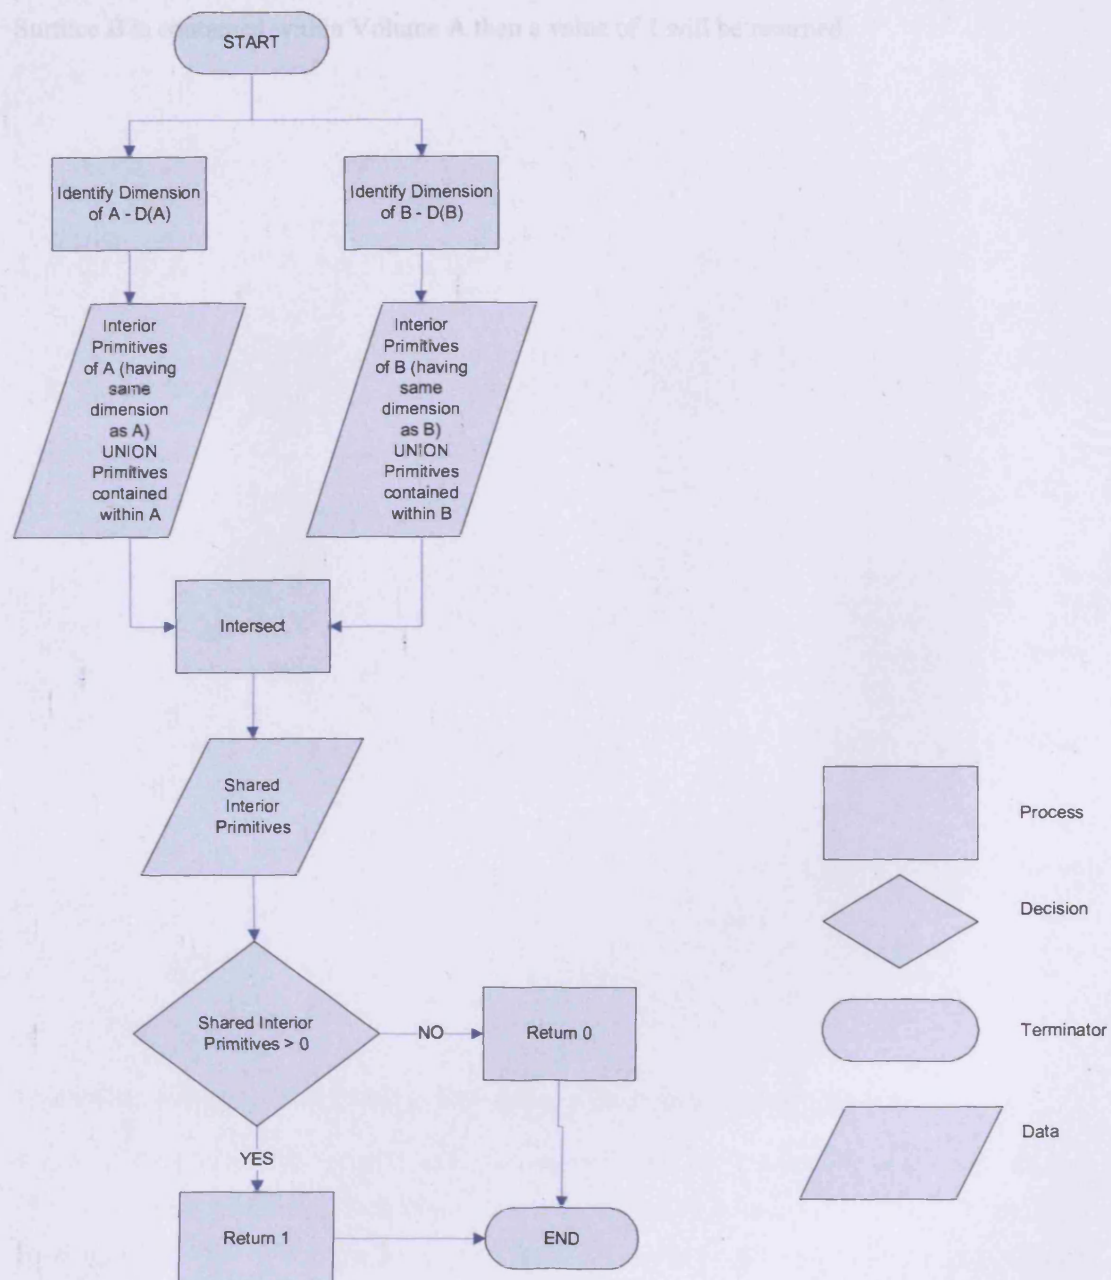 Surface B is contained within a Volume A then a value of 1 will be returned
START
Identify Dimension
of A - D(A)
Identify Dimension
of B - D(B)
Interior
Primitives
of A (having
same
dimension
as A)
UNION
Primitives
contained
within A
Interior
Primitives
of B (having
same
dimension
as B)
UNION
Primitives
contained
within B
Intersect
Shared
Interior
Primitives
Shared Interior
Primitives > 0
NO
Return 0
YES
Return 1
END
Process
Decision
Terminator
Data